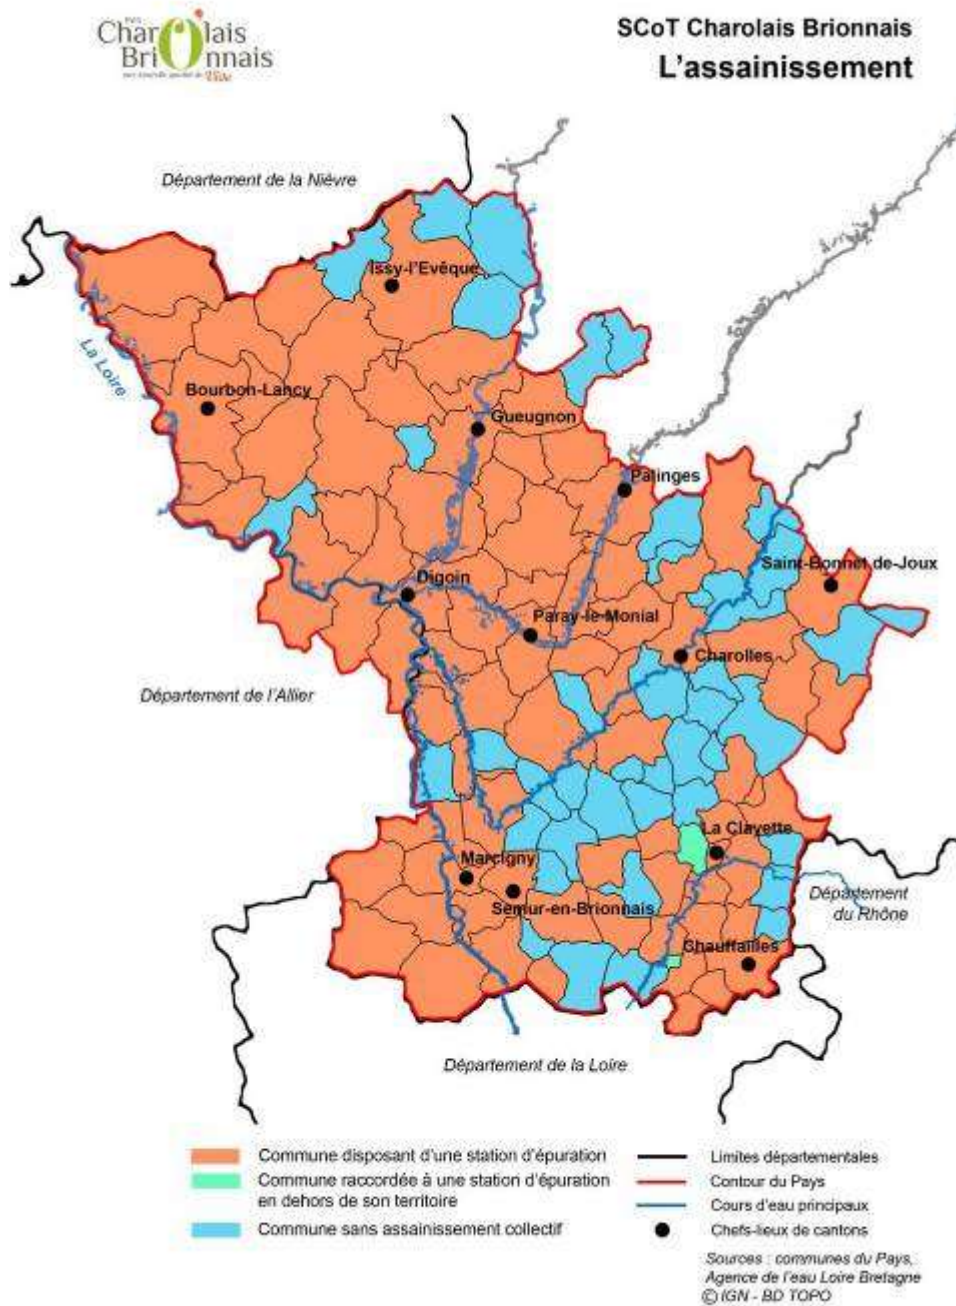 PAYS
Charolais
Brionnais
SCoT Charolais Brionnais
L'assainissement
Département de la Nièvre
Issy-l'Evêque
La Loire
Bourbon-Lancy
Gueugnon
Palinges
Saint-Bonnet de-Joux
Digoin
Paray-le-Monial
Charolles
Département de l'Allier
La Clayette
Marcigny
Semur-en-Brionnais
Département
du Rhône
Chauffailles
Département de la Loire
Commune disposant d'une station d'épuration
Commune raccordée à une station d'épuration
en dehors de son territoire
Commune sans assainissement collectif
Limites départementales
Contour du Pays
Cours d'eau principaux
Chefs-lieux de cantons
Sources : communes du Pays,
Agence de l'eau Loire Bretagne
© IGN - BD TOPO